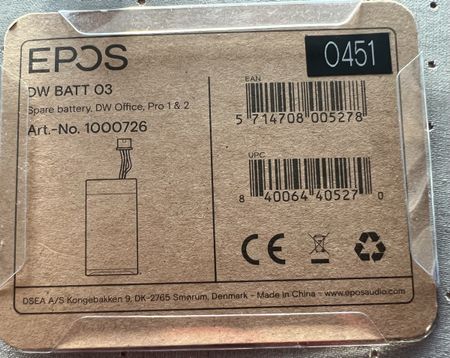 EPOS
0451
DW BATT 03
Spare battery, DW Office, Pro 1 & 2
Art.-No. 1000726
EAN
5 714708 005278
UPC
8 40064 40527 0
CE
DSEA A/S Kongebakken 9, DK-2765 Smørum, Denmark - Made in China - www.eposaudio.com